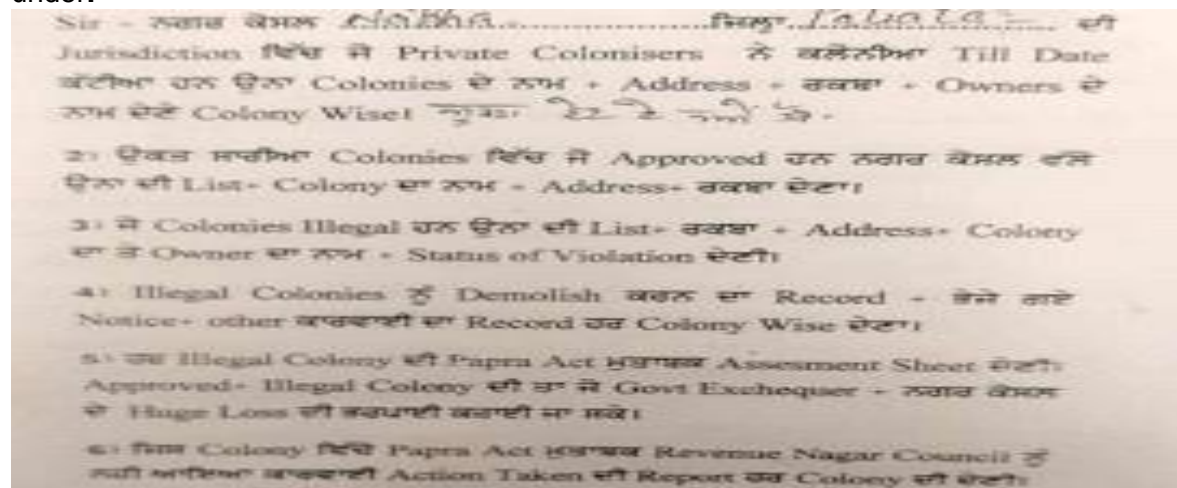 under.
Sir - ਨਗਰ ਕੌਸਲ Nabha.....................ਜਿਲ੍ਹਾ..Patiala.. ਦੀ
Jurisdiction ਵਿੱਚ ਜੋ Private Colonisers ਨੇ ਕਲੋਨੀਆ Till Date
ਕੱਟੀਆ ਹਨ ਉਨਾ Colonies ਦੇ ਨਾਮ + Address + ਰਕਬਾ + Owners ਦੇ
ਨਾਮ ਦੇਣੇ Colony Wise।
2। ਉਕਤ ਸਾਰੀਆ Colonies ਵਿੱਚ ਜੋ Approved ਹਨ ਨਗਰ ਕੌਸਲ ਵੱਲੋ
ਉਨਾ ਦੀ List+ Colony ਦਾ ਨਾਮ + Address+ ਰਕਬਾ ਦੇਣਾ।
3। ਜੋ Colonies Illegal ਹਨ ਉਨਾ ਦੀ List+ ਰਕਬਾ + Address+ Colony
ਦਾ ਤੇ Owner ਦਾ ਨਾਮ + Status of Violation ਦੇਣੀ।
4। Illegal Colonies ਨੂੰ Demolish ਕਰਨ ਦਾ Record + ਭੇਜੇ ਗਏ
Notice+ other ਕਾਰਵਾਈ ਦਾ Record ਹਰ Colony Wise ਦੇਣਾ।
5। ਹਰ Illegal Colony ਦੀ Papra Act ਮੁਤਾਬਕ Assesment Sheet ਦੇਣੀ।
Approved+ Illegal Colony ਦੀ ਤਾ ਜੋ Govt Exchequer + ਨਗਰ ਕੌਸਲ
ਦੇ Huge Loss ਦੀ ਭਰਪਾਈ ਕਰਾਈ ਜਾ ਸਕੇ।
6। ਜਿਸ Colony ਵਿੱਚੋ Papra Act ਮੁਤਾਬਕ Revenue Nagar Council ਨੂੰ
ਨਹੀ ਆਇਆ ਕਾਰਵਾਈ Action Taken ਦੀ Report ਹਰ Colony ਦੀ ਦੇਣੀ।